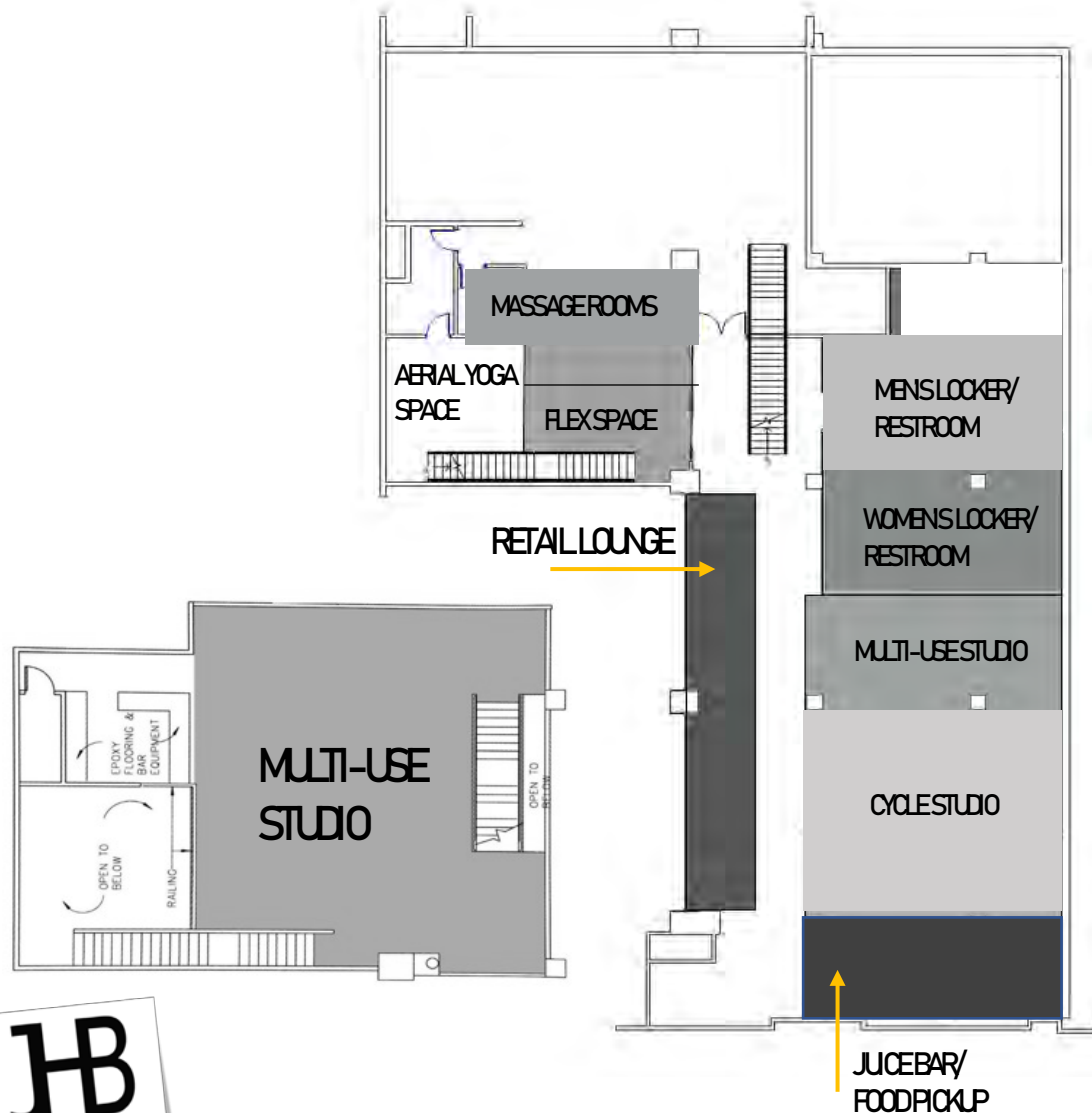 MASSAGE ROOMS
AERIAL YOGA
SPACE
FLEX SPACE
MENS LOCKER/
RESTROOM
RETAIL LOUNGE
WOMENS LOCKER/
RESTROOM
MULTI-USE STUDIO
EPOXY
FLOORING &
BAR
EQUIPMENT
MULTI-USE
STUDIO
OPEN TO
BELOW
CYCLE STUDIO
OPEN TO
BELOW
RAILING
JHB
JUICE BAR/
FOOD PICKUP